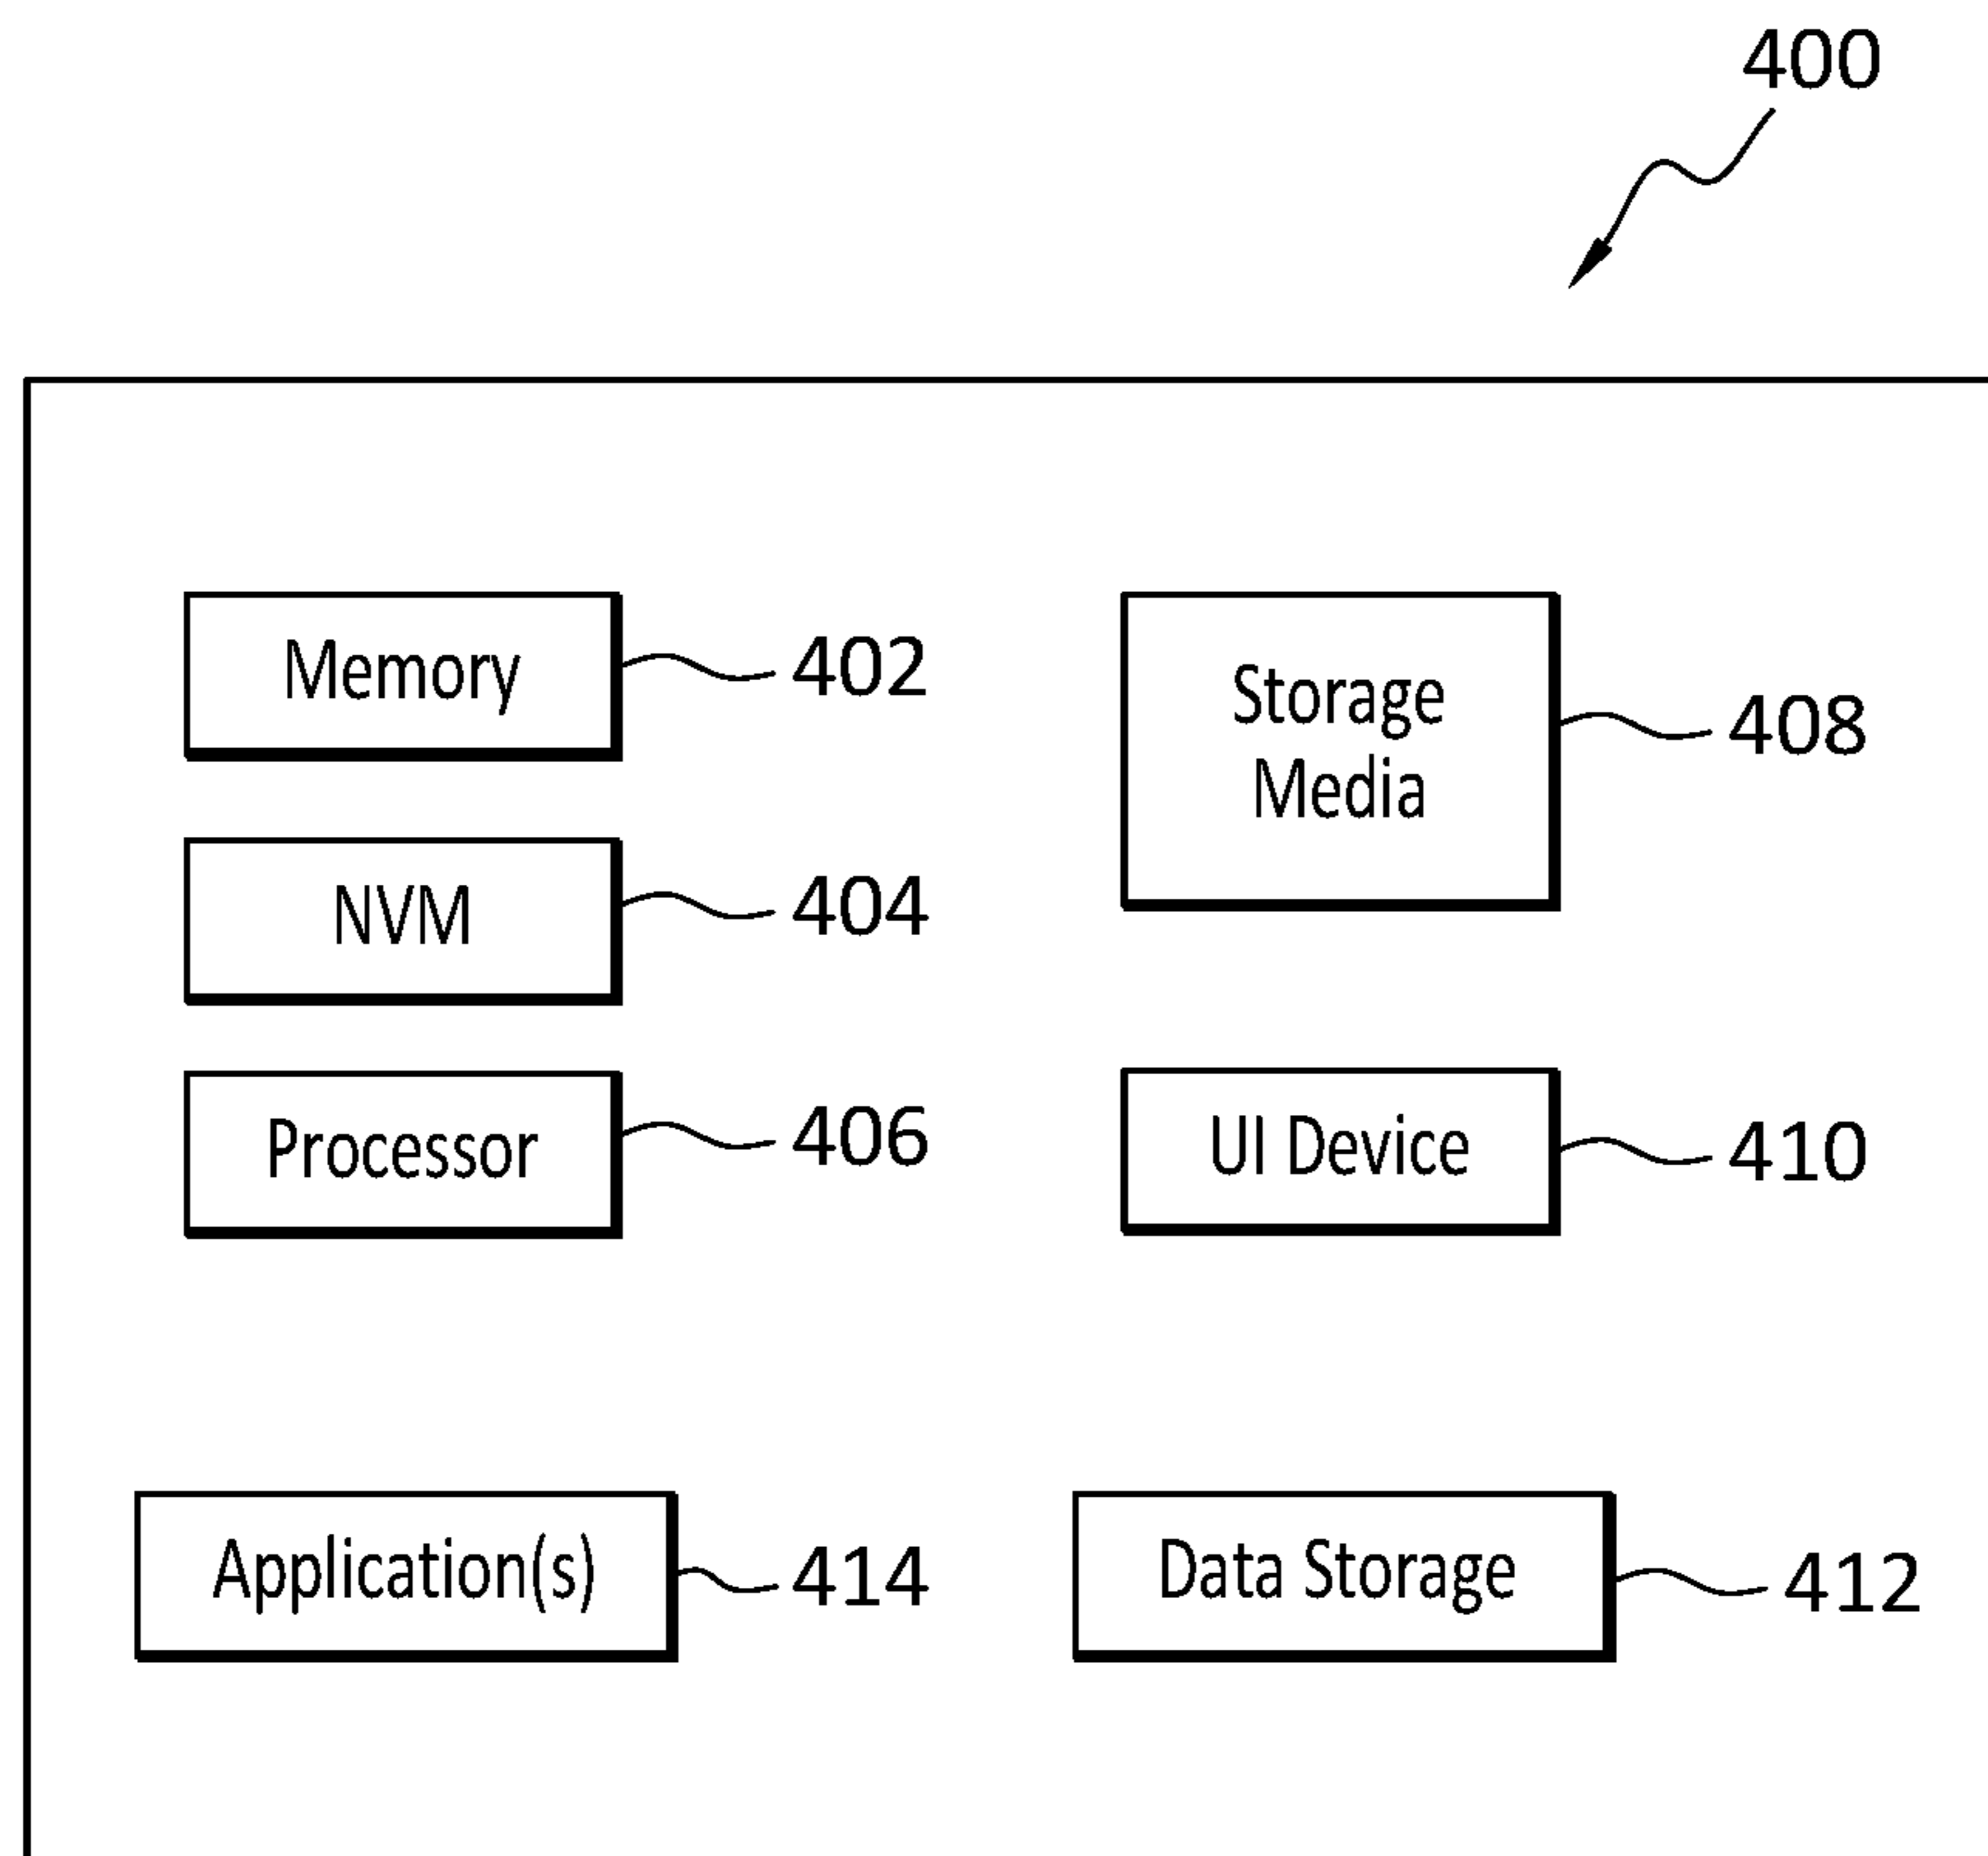 400
Memory
402
NVM
404
Processor
406
Storage
Media
408
UI Device
410
Application(s)
414
Data Storage
412